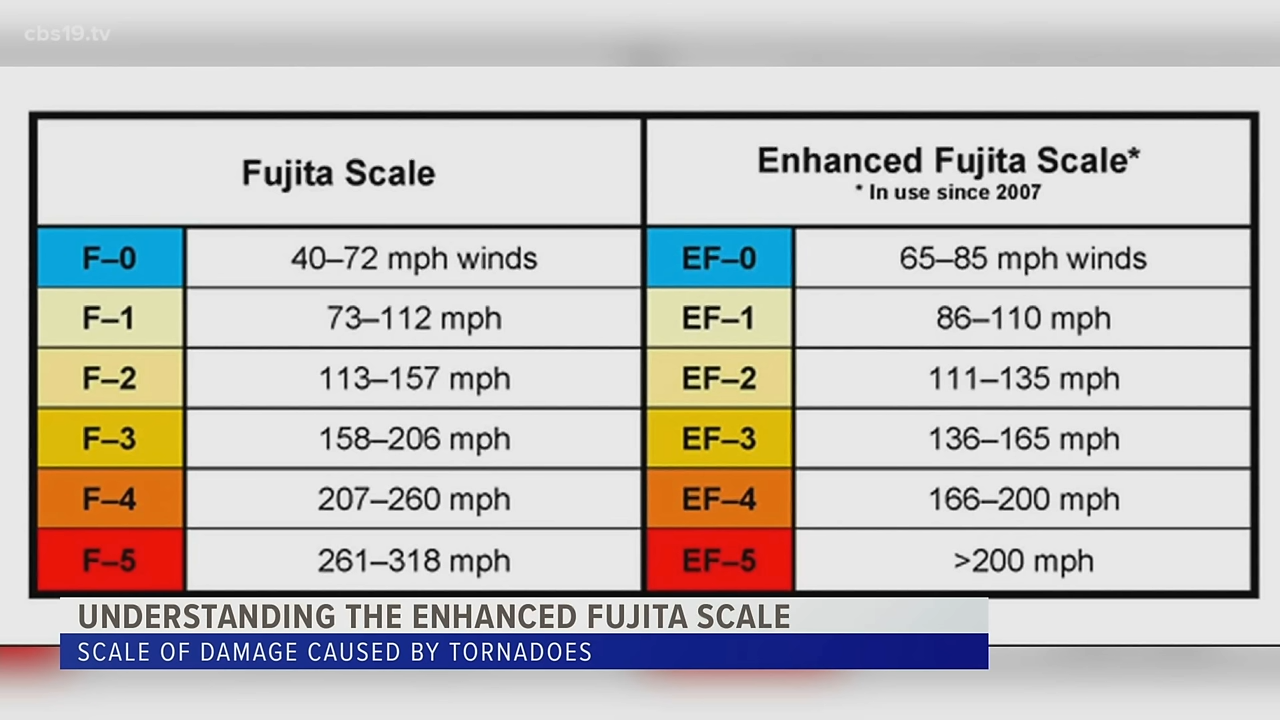 cbs19.tv
Fujita Scale
Enhanced Fujita Scale*
* In use since 2007
F–0 40–72 mph winds EF–0 65–85 mph winds
F–1 73–112 mph EF–1 86–110 mph
F–2 113–157 mph EF–2 111–135 mph
F–3 158–206 mph EF–3 136–165 mph
F–4 207–260 mph EF–4 166–200 mph
F–5 261–318 mph EF–5 >200 mph
UNDERSTANDING THE ENHANCED FUJITA SCALE
SCALE OF DAMAGE CAUSED BY TORNADOES